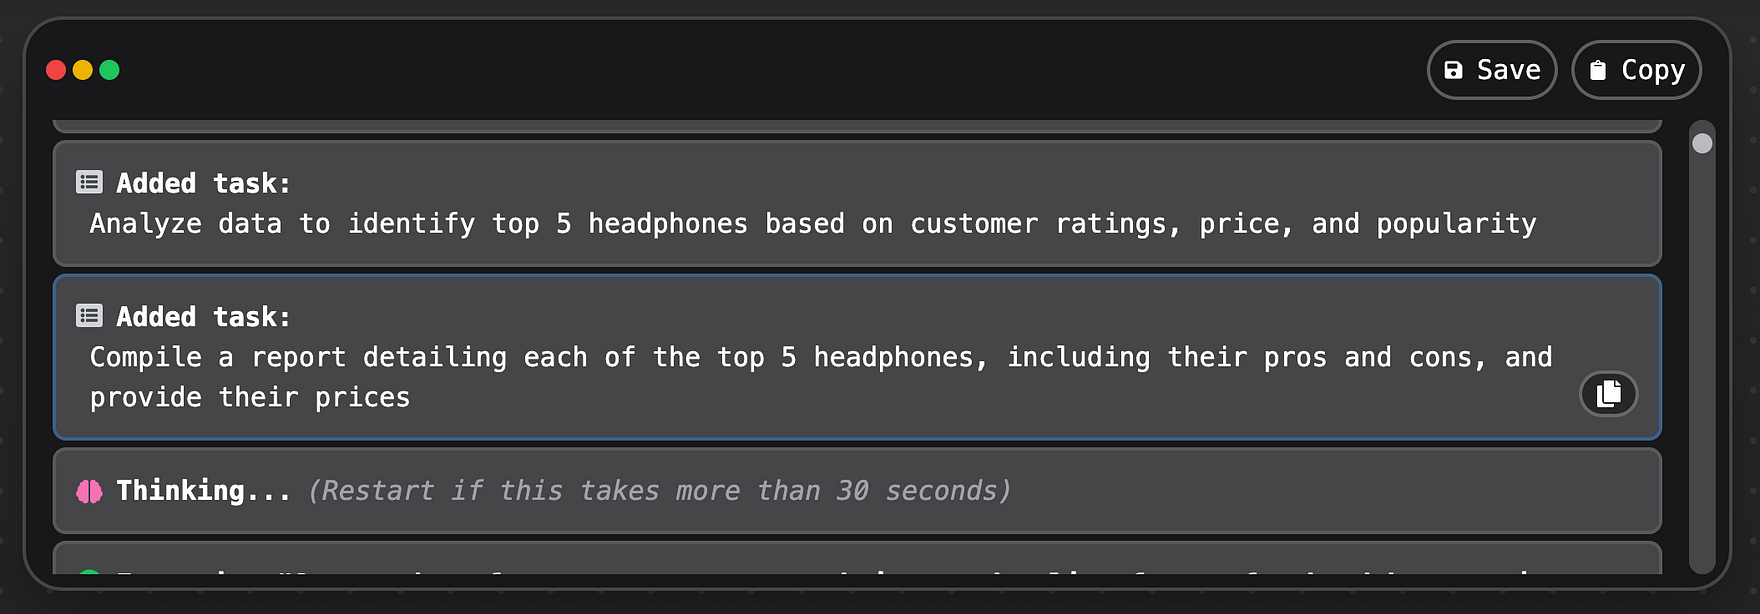 Save
Copy
Added task:
Analyze data to identify top 5 headphones based on customer ratings, price, and popularity
Added task:
Compile a report detailing each of the top 5 headphones, including their pros and cons, and
provide their prices
Thinking... (Restart if this takes more than 30 seconds)